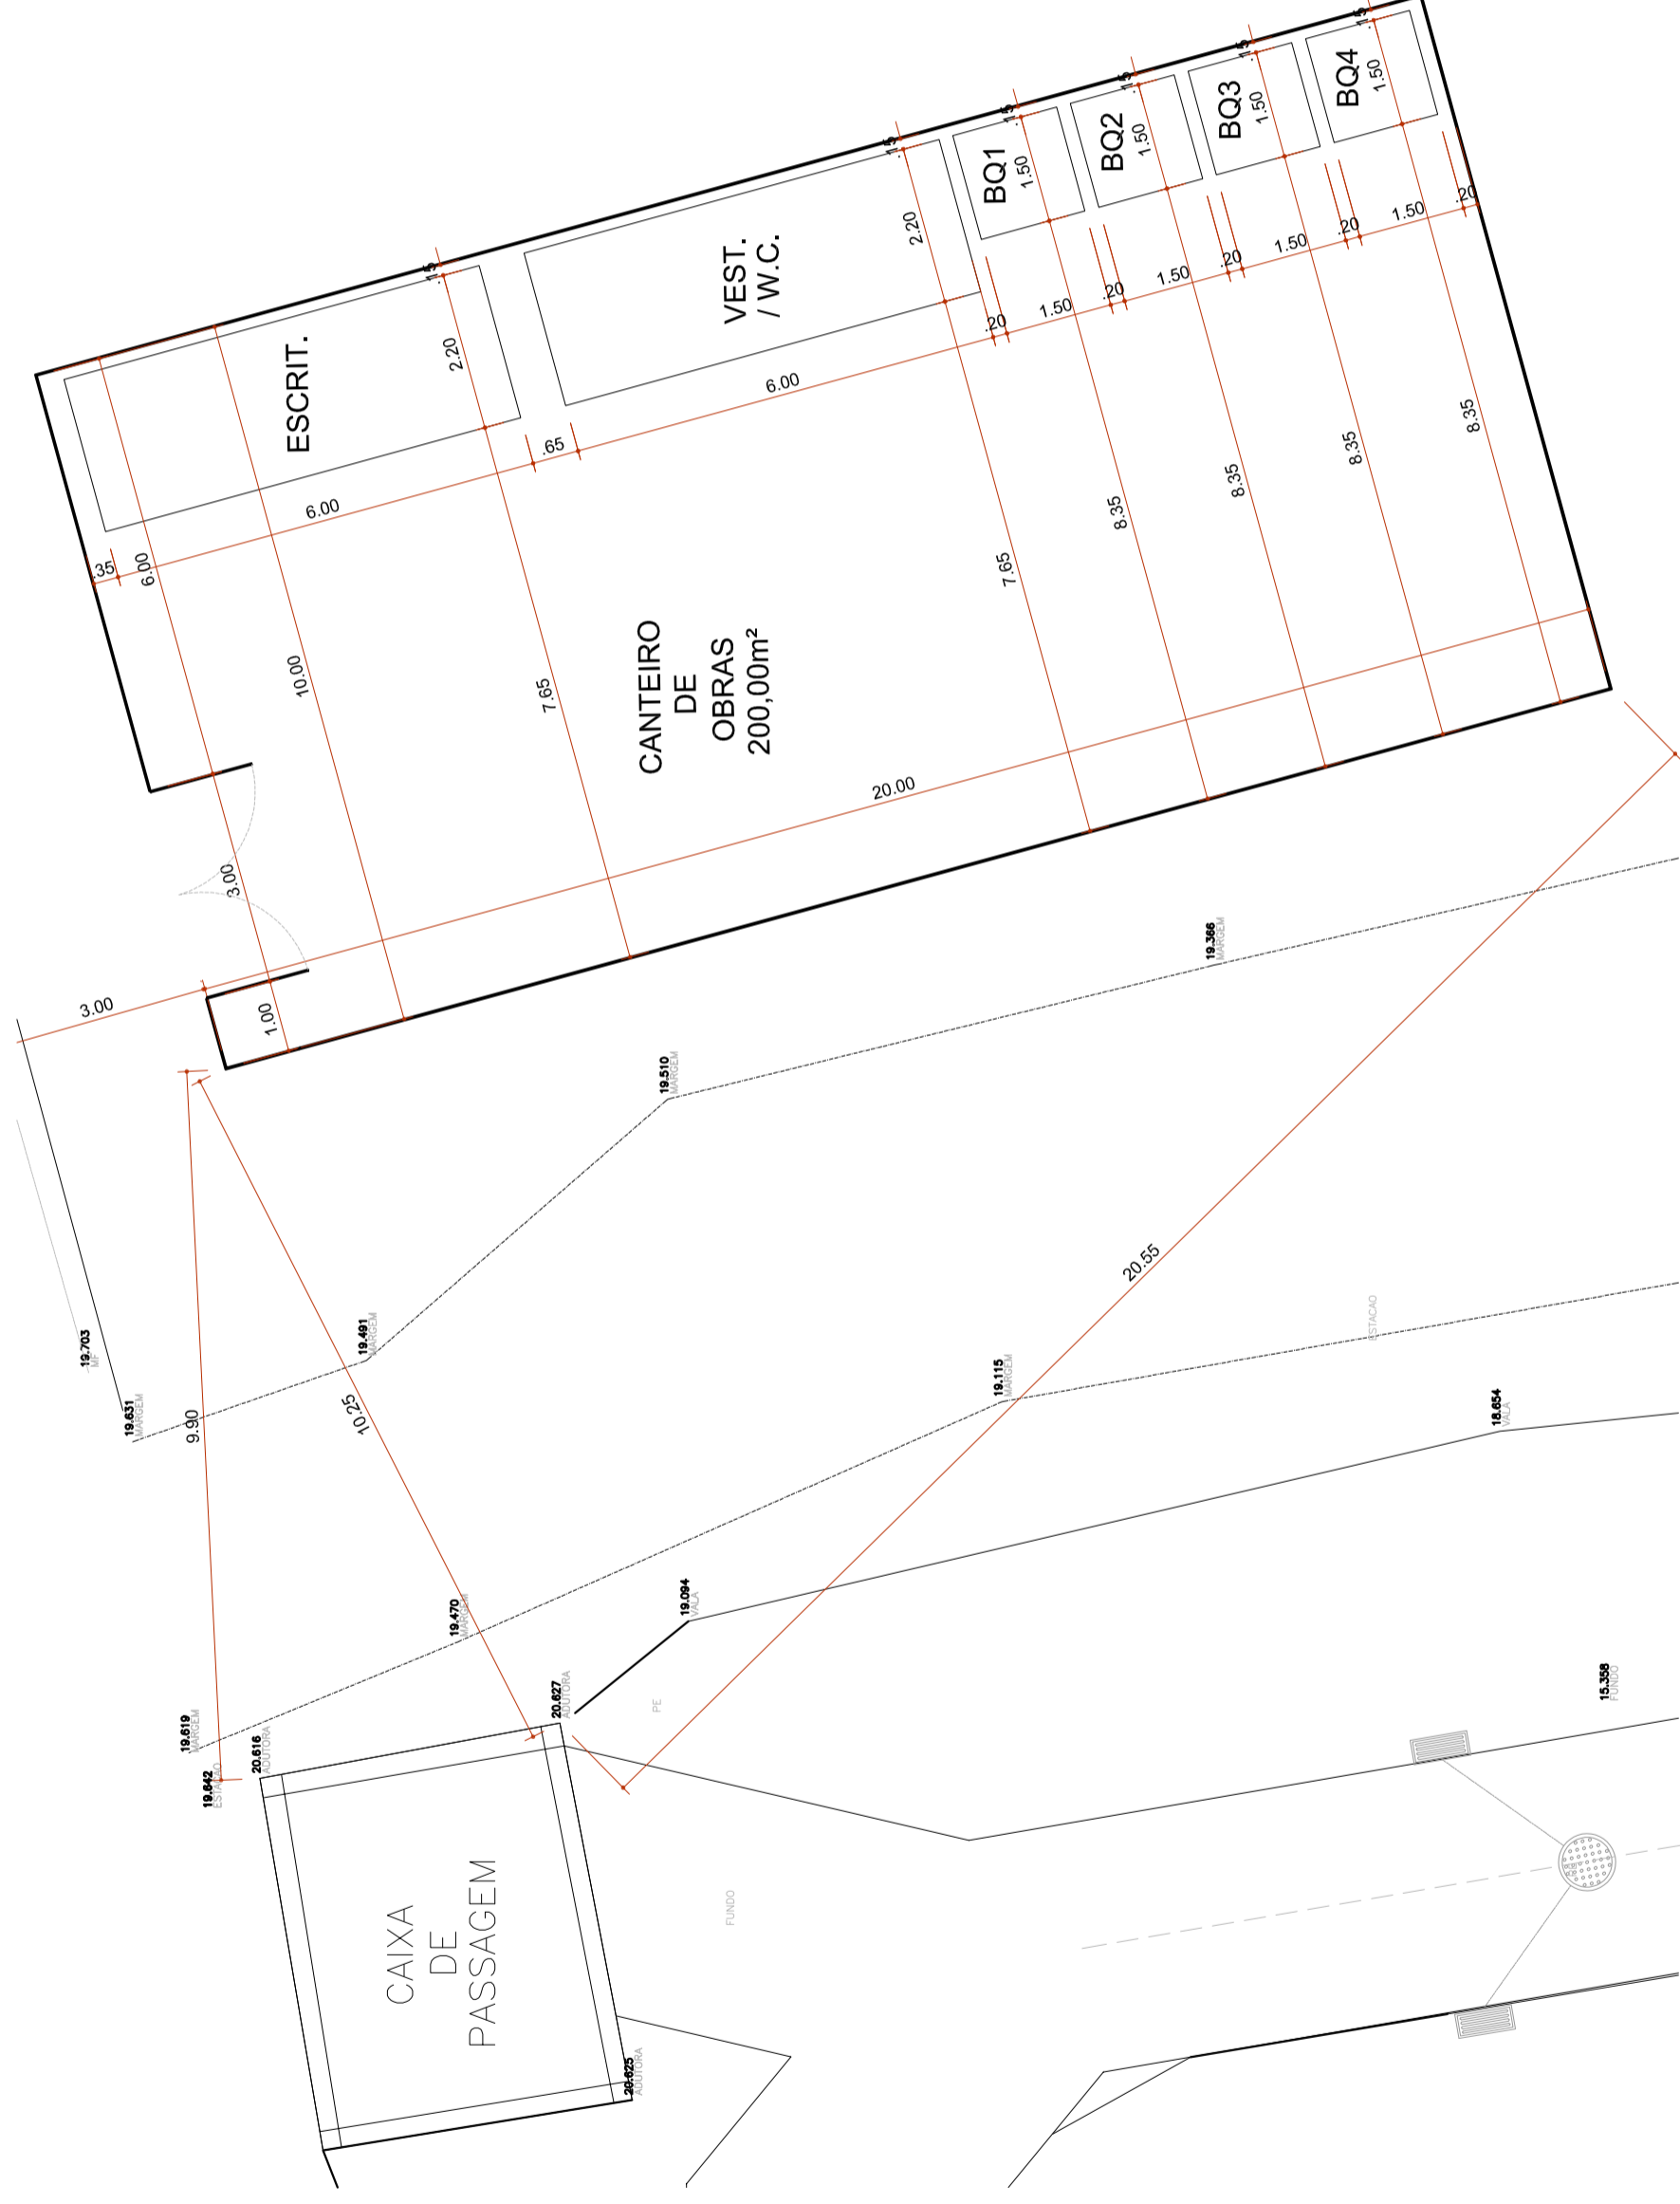 .15
1.50
BQ4
.15
1.50
BQ3
.15
1.50
BQ2
.15
1.50
BQ1
.15
2.20
VEST.
/ W.C.
.15
2.20
ESCRIT.
.20
1.50
.20
1.50
.20
1.50
.20
1.50
.20
6.00
.65
6.00
.35
6.00
10.00
7.65
7.65
8.35
8.35
8.35
8.35
CANTEIRO
DE
OBRAS
200,00m²
20.00
3.00
3.00
1.00
19.366
MARGEM
19.510
MARGEM
19.703
MF
19.631
MARGEM
19.491
MARGEM
9.90
10.25
20.55
19.115
MARGEM
ESTACAO
18.654
VALA
19.470
MARGEM
19.094
VALA
19.619
MARGEM
19.642
ESTACAO
20.616
ADUTORA
20.627
ADUTORA
PE
15.358
FUNDO
FUNDO
CAIXA
DE
PASSAGEM
20.625
ADUTORA